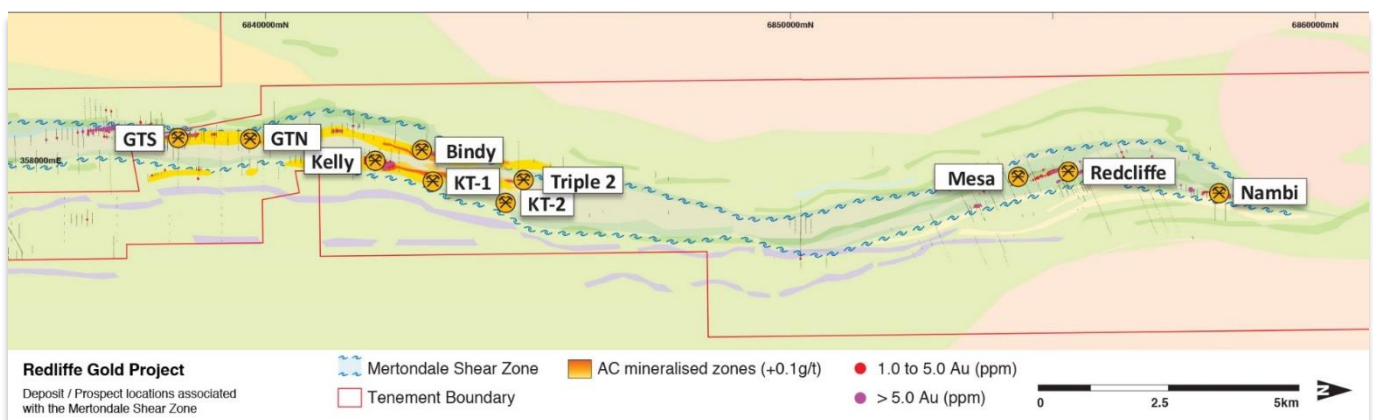 6840000mN 6850000mN 6860000mN
358000mE
GTS
GTN
Kelly
Bindy
KT-1
Triple 2
KT-2
Mesa
Redcliffe
Nambi
Redliffe Gold Project
Deposit / Prospect locations associated
with the Mertondale Shear Zone
Mertondale Shear Zone
Tenement Boundary
AC mineralised zones (+0.1g/t)
1.0 to 5.0 Au (ppm)
> 5.0 Au (ppm)
0 2.5 5km
N